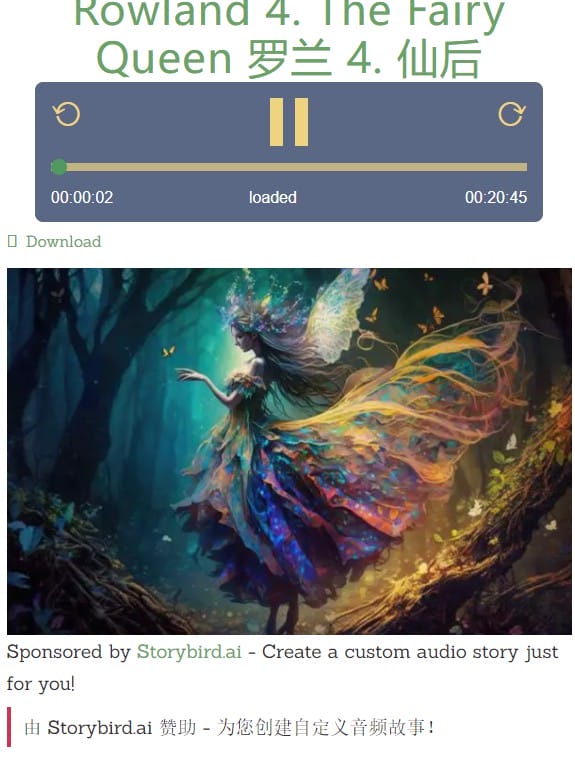 Rowland 4. The Fairy
Queen 罗兰 4. 仙后
00:00:02 loaded 00:20:45
Download
Sponsored by Storybird.ai - Create a custom audio story just
for you!
由 Storybird.ai 赞助 - 为您创建自定义音频故事!